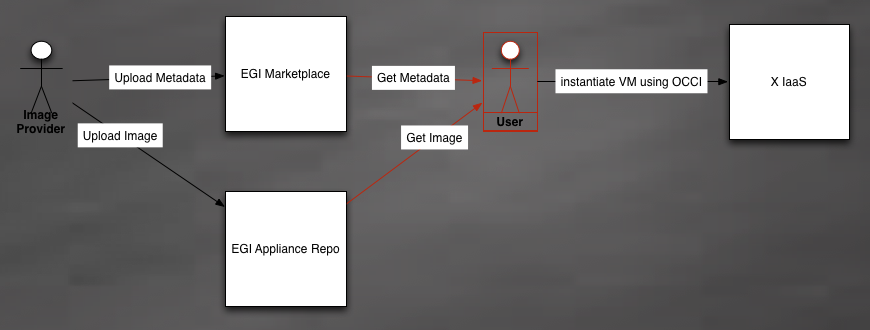 Image
Provider
Upload Metadata
Upload Image
EGI Marketplace
EGI Appliance Repo
Get Metadata
Get Image
User
instantiate VM using OCCI
X IaaS